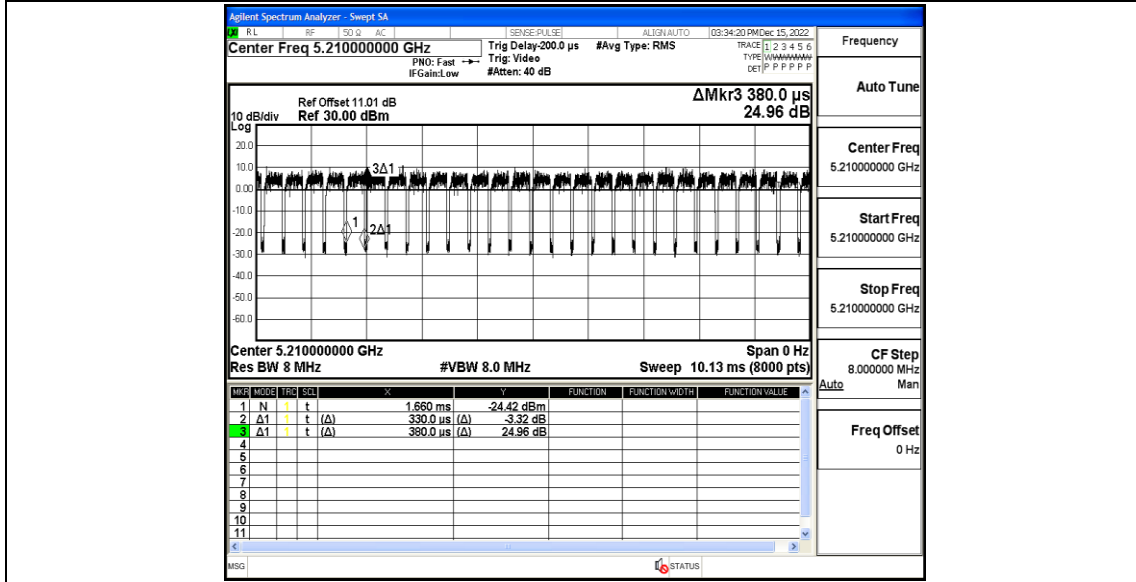 Agilent Spectrum Analyzer - Swept SA
RL RF 50 Ω AC SENSE:PULSE ALIGNAUTO 03:34:20 PM Dec 15, 2022
Center Freq 5.210000000 GHz
Trig Delay-200.0 µs #Avg Type: RMS
TRACE 1 2 3 4 5 6
PNO: Fast Trig: Video
TYPE
IFGain:Low #Atten: 40 dB
DET P P P P P P
ΔMkr3 380.0 µs
24.96 dB
Ref Offset 11.01 dB
10 dB/div Ref 30.00 dBm
Log
20.0
10.0
0.00
-10.0
-20.0
-30.0
-40.0
-50.0
-60.0
3Δ1
1
2Δ1
Center 5.210000000 GHz Span 0 Hz
Res BW 8 MHz #VBW 8.0 MHz Sweep 10.13 ms (8000 pts)
MKR MODE TRC SCL X Y FUNCTION FUNCTION WIDTH FUNCTION VALUE
1 N 1 t 1.660 ms -24.42 dBm
2 Δ1 1 t (Δ) 330.0 µs (Δ) -3.32 dB
3 Δ1 1 t (Δ) 380.0 µs (Δ) 24.96 dB
4
5
6
7
8
9
10
11
MSG STATUS
Frequency
Auto Tune
Center Freq
5.210000000 GHz
Start Freq
5.210000000 GHz
Stop Freq
5.210000000 GHz
CF Step
8.000000 MHz
Auto Man
Freq Offset
0 Hz